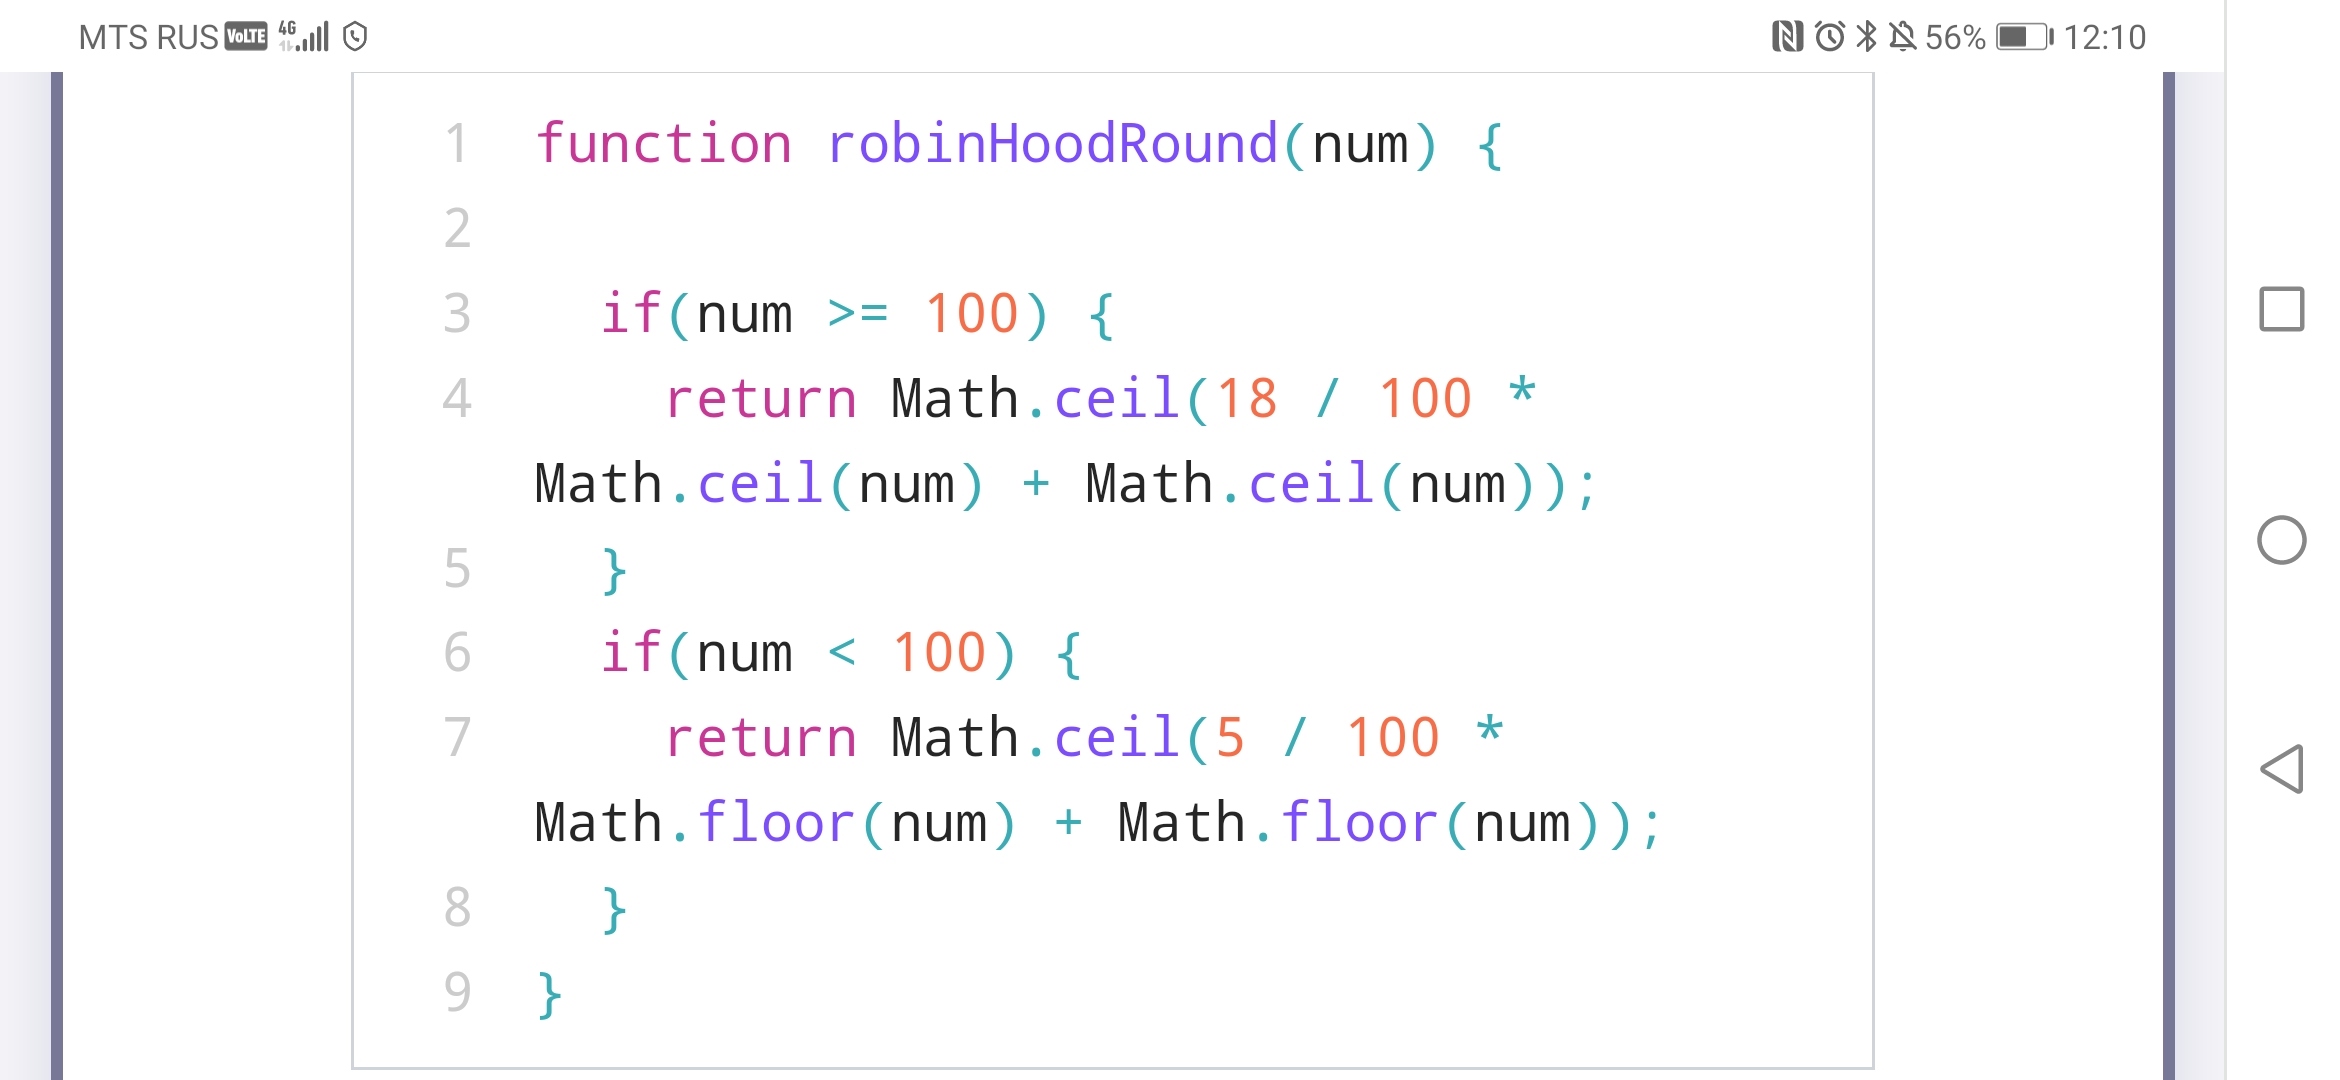 MTS RUS VoLTE 4G 56% 12:10
1 function robinHoodRound(num) {
2
3 if(num >= 100) {
4 return Math.ceil(18 / 100 *
Math.ceil(num) + Math.ceil(num));
5 }
6 if(num < 100) {
7 return Math.ceil(5 / 100 *
Math.floor(num) + Math.floor(num));
8 }
9 }